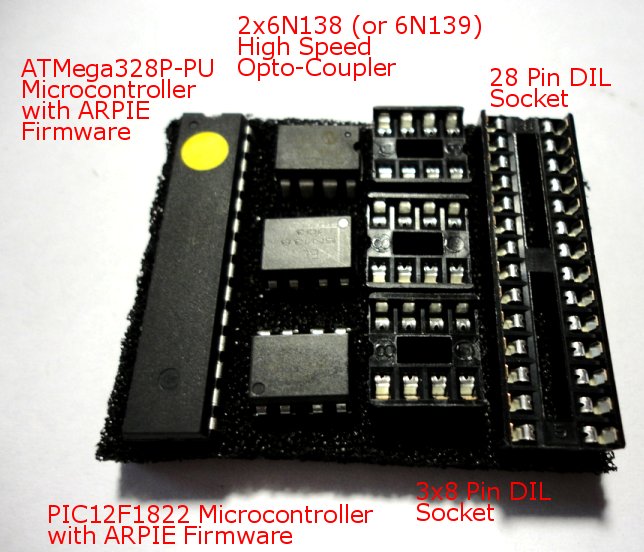 2x6N138 (or 6N139)
High Speed
Opto-Coupler
ATMega328P-PU
Microcontroller
with ARPIE
Firmware
28 Pin DIL
Socket
3x8 Pin DIL
Socket
PIC12F1822 Microcontroller
with ARPIE Firmware